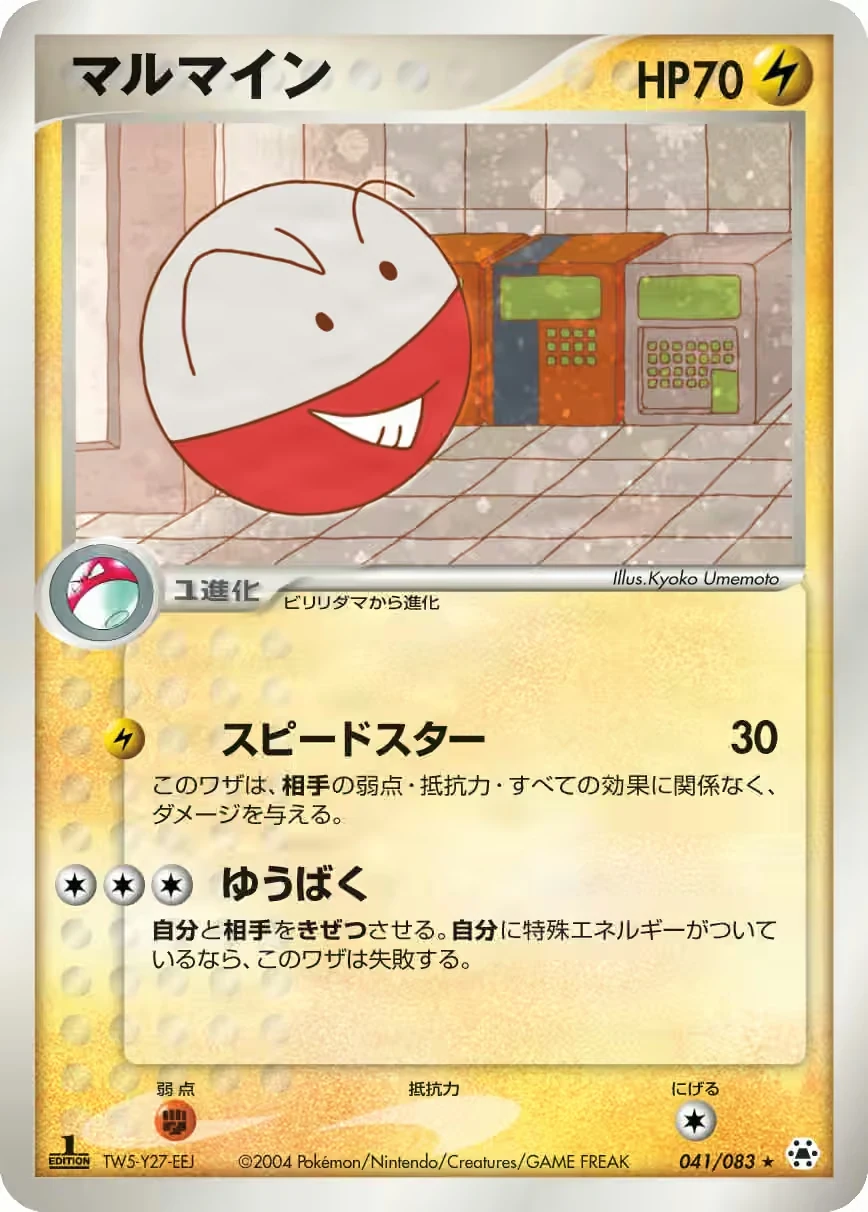 マルマイン
HP70
Illus.Kyoko Umemoto
1進化
ビリリダマから進化
スピードスター 30
このワザは、相手の弱点・抵抗力・すべての効果に関係なく、
ダメージを与える。
ゆうばく
自分と相手をきぜつさせる。自分に特殊エネルギーがついて
いるなら、このワザは失敗する。
弱点 抵抗力 にげる
1 EDITION TW5-Y27-EEJ ©2004 Pokémon/Nintendo/Creatures/GAME FREAK 041/083 ★